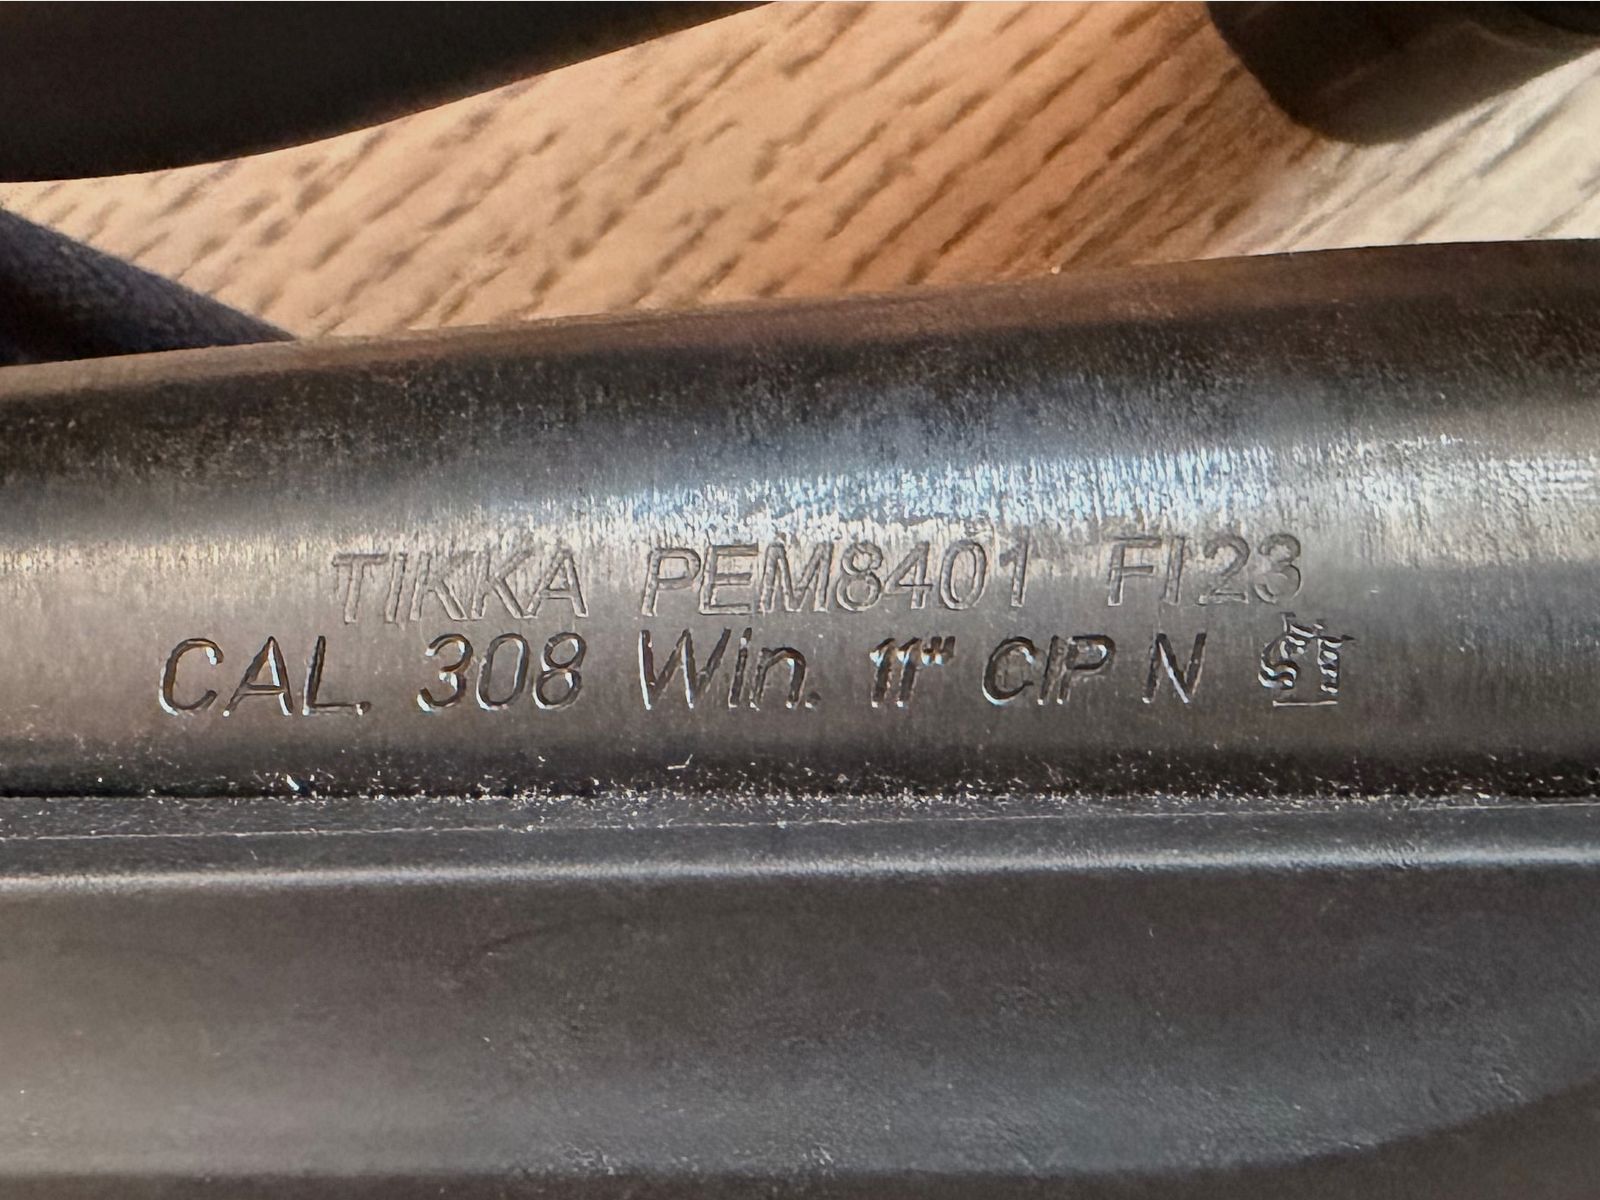 TIKKA PEM8401 FI23
CAL. 308 Win. 11" CIP N